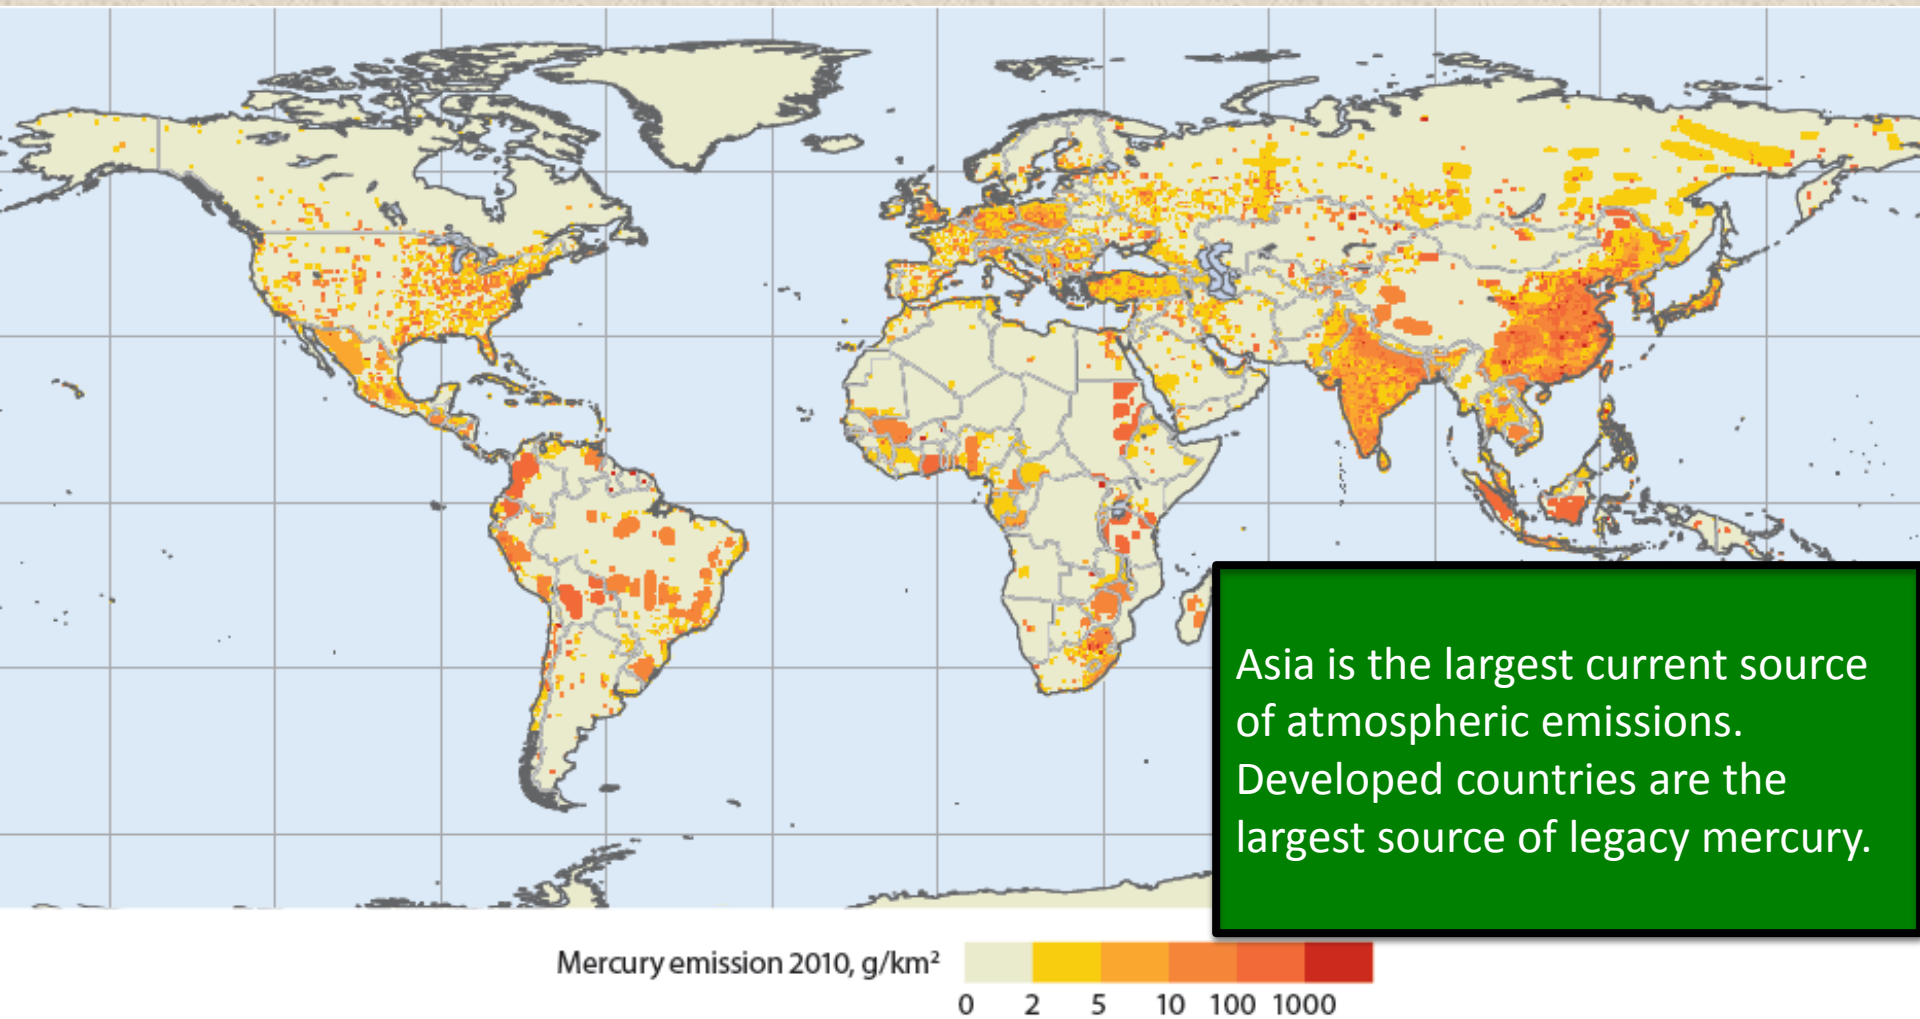 Asia is the largest current source
of atmospheric emissions.
Developed countries are the
largest source of legacy mercury.
Mercury emission 2010, g/km²
0 2 5 10 100 1000